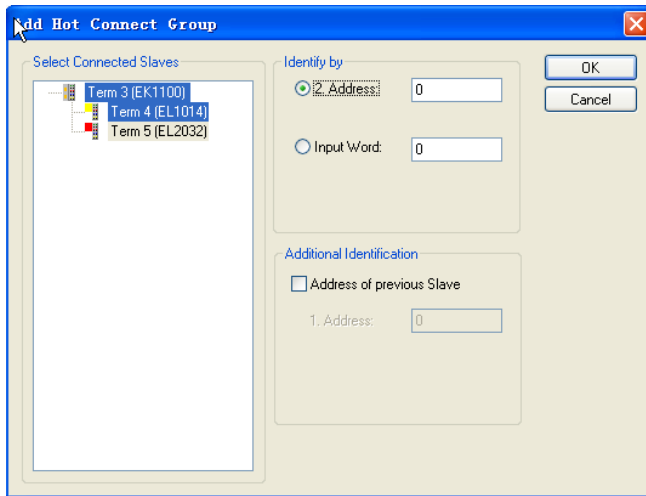 Add Hot Connect Group
Select Connected Slaves
Term 3 (EK1100)
Term 4 (EL1014)
Term 5 (EL2032)
Identify by
2. Address:
0
Input Word:
0
Additional Identification
Address of previous Slave
1. Address:
0
OK
Cancel